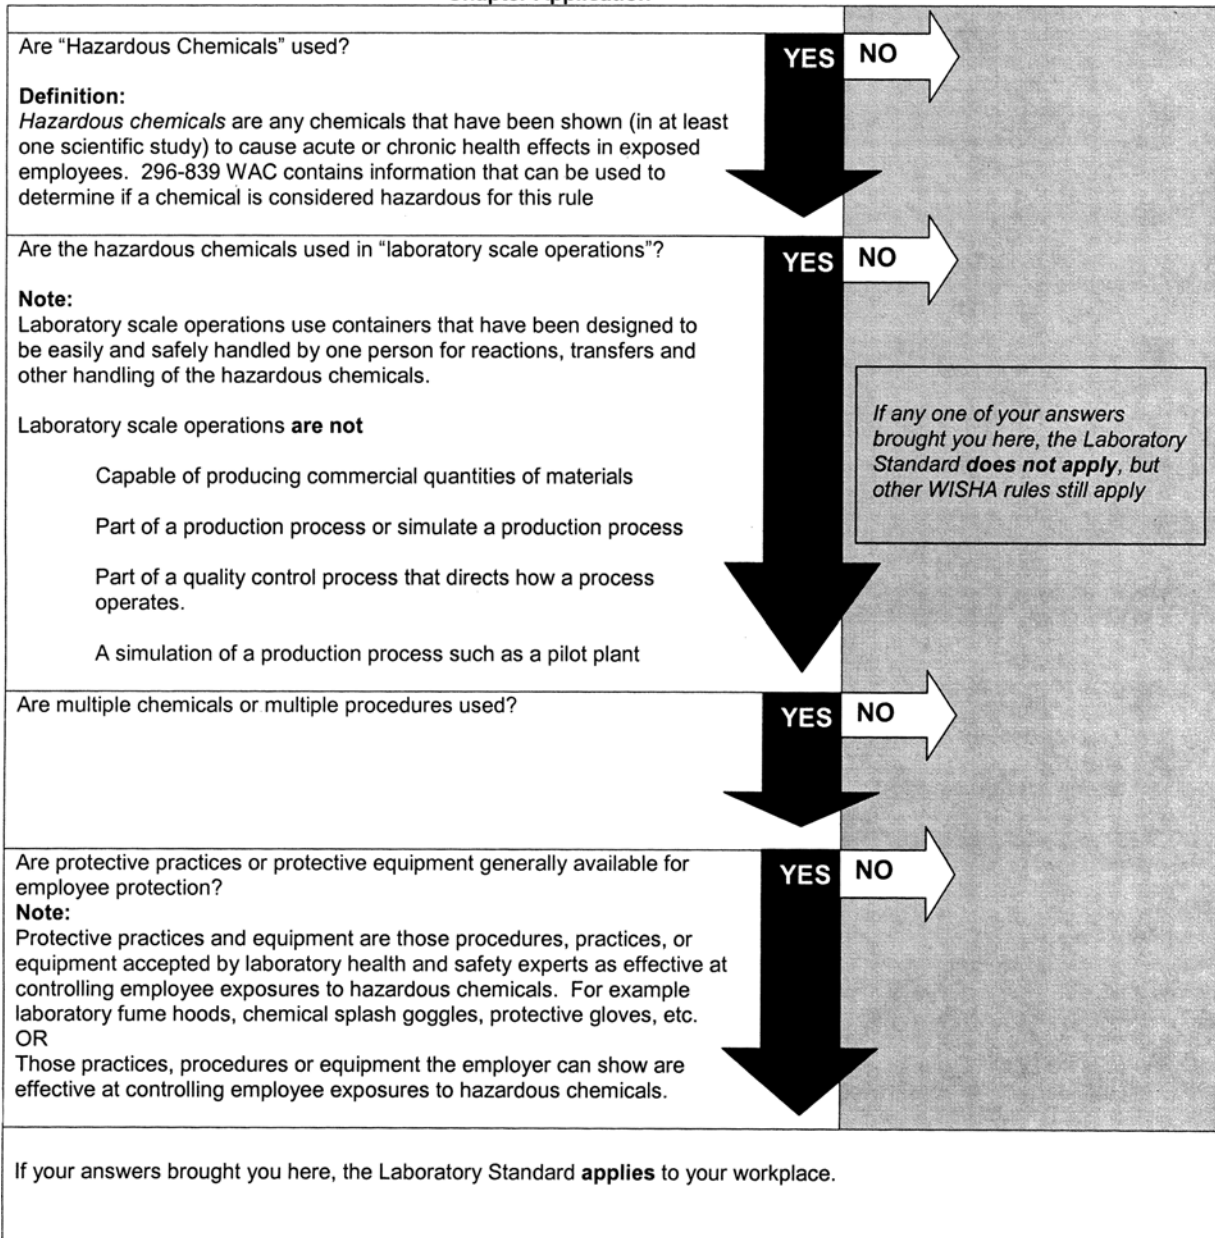 Are “Hazardous Chemicals” used?
YES
NO
Definition:
Hazardous chemicals are any chemicals that have been shown (in at least
one scientific study) to cause acute or chronic health effects in exposed
employees.  296-839 WAC contains information that can be used to
determine if a chemical is considered hazardous for this rule
Are the hazardous chemicals used in “laboratory scale operations”?
YES
NO
Note:
Laboratory scale operations use containers that have been designed to
be easily and safely handled by one person for reactions, transfers and
other handling of the hazardous chemicals.
Laboratory scale operations are not
Capable of producing commercial quantities of materials
Part of a production process or simulate a production process
Part of a quality control process that directs how a process
operates.
A simulation of a production process such as a pilot plant
If any one of your answers
brought you here, the Laboratory
Standard does not apply, but
other WISHA rules still apply
Are multiple chemicals or multiple procedures used?
YES
NO
Are protective practices or protective equipment generally available for
employee protection?
YES
NO
Note:
Protective practices and equipment are those procedures, practices, or
equipment accepted by laboratory health and safety experts as effective at
controlling employee exposures to hazardous chemicals.  For example
laboratory fume hoods, chemical splash goggles, protective gloves, etc.
OR
Those practices, procedures or equipment the employer can show are
effective at controlling employee exposures to hazardous chemicals.
If your answers brought you here, the Laboratory Standard applies to your workplace.